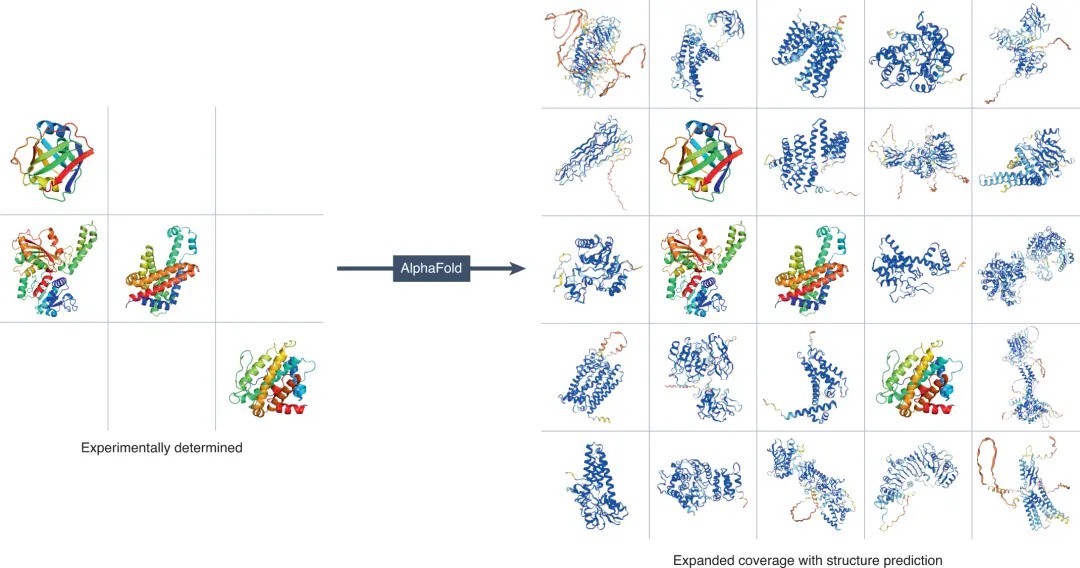 AlphaFold
Experimentally determined
Expanded coverage with structure prediction